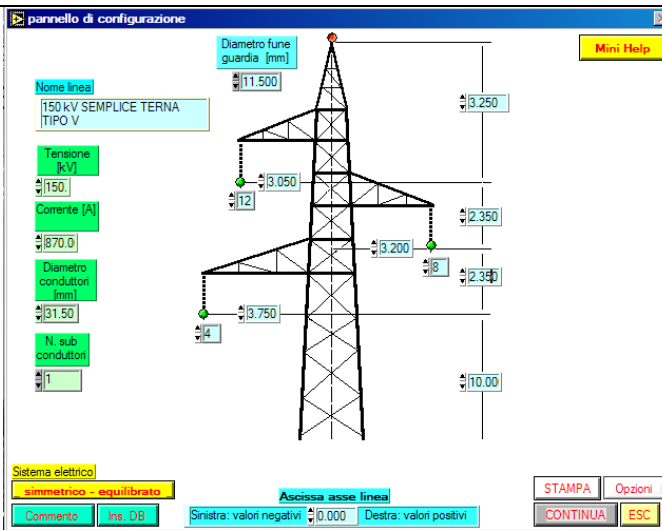 pannello di configurazione
Diametro fune
guardia [mm]
11.500
Mini Help
Nome linea
150 kV SEMPLICE TERNA
TIPO V
3.250
Tensione
[kV]
150.
3.050
12
Corrente [A]
870.0
2.350
3.200
8
Diametro
conduttori
[mm]
31.50
2.350
3.750
4
N. sub
conduttori
1
10.00
Sistema elettrico
simmetrico - equilibrato
Commento
Ins. DB
Ascissa asse linea
Sinistra: valori negativi
0.000
Destra: valori positivi
STAMPA
Opzioni
CONTINUA
ESC